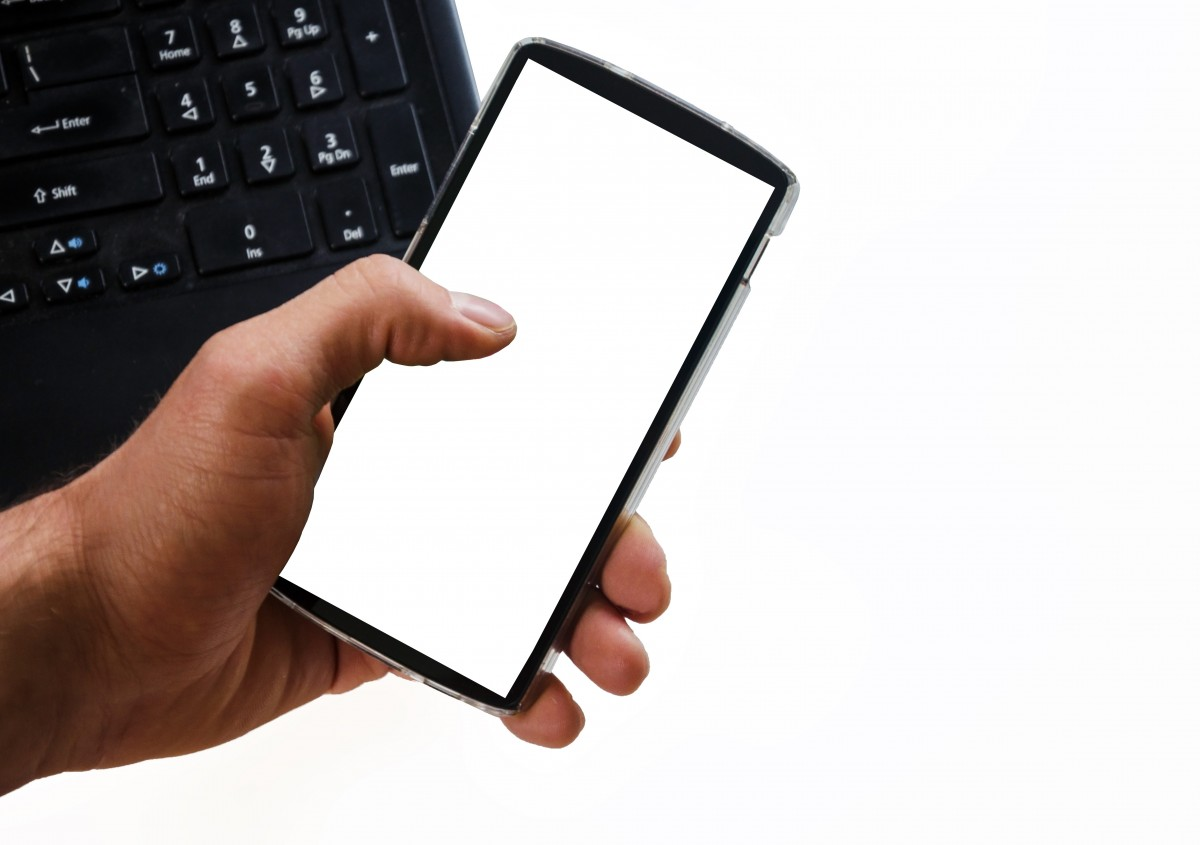 7
Home
8
9
Pg Up
+
\
4
5
6
Enter
1
End
2
3
Pg Dn
Enter
Shift
0
Ins
.
Del